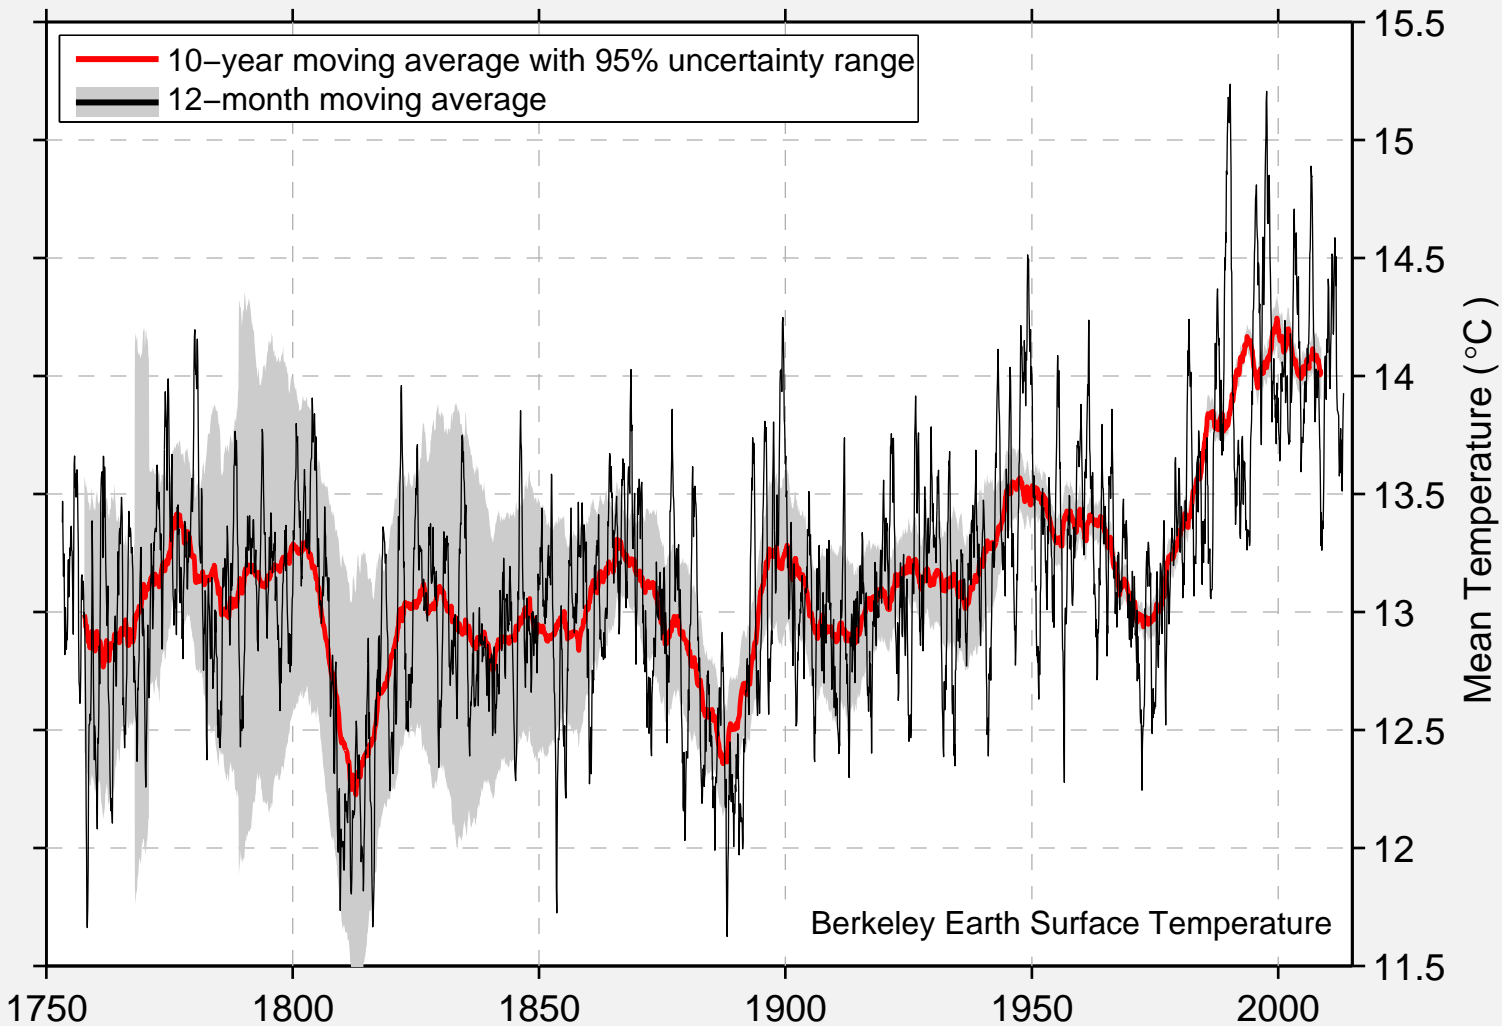 10−year moving average with 95% uncertainty range
12−month moving average
15.5
15
14.5
14
13.5
13
12.5
12
11.5
Mean Temperature ( °C )
Berkeley Earth Surface Temperature
1750 1800 1850 1900 1950 2000